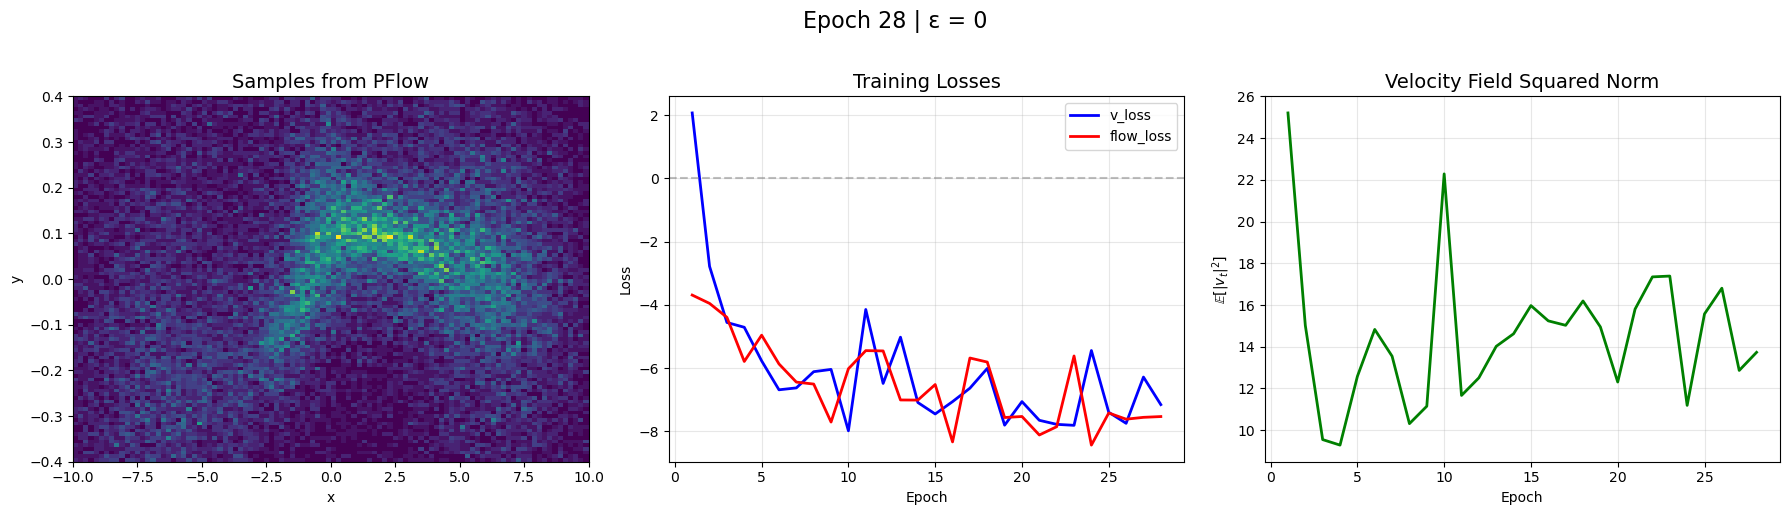 Epoch 28 | ε = 0
Samples from PFlow
0.4
0.3
0.2
0.1
0.0
−0.1
−0.2
−0.3
−0.4
y
−10.0 −7.5 −5.0 −2.5 0.0 2.5 5.0 7.5 10.0
x
Training Losses
v_loss
flow_loss
2
0
−2
−4
−6
−8
Loss
0 5 10 15 20 25
Epoch
Velocity Field Squared Norm
26
24
22
20
18
16
14
12
10
𝔼[|v_t|^2]
0 5 10 15 20 25
Epoch